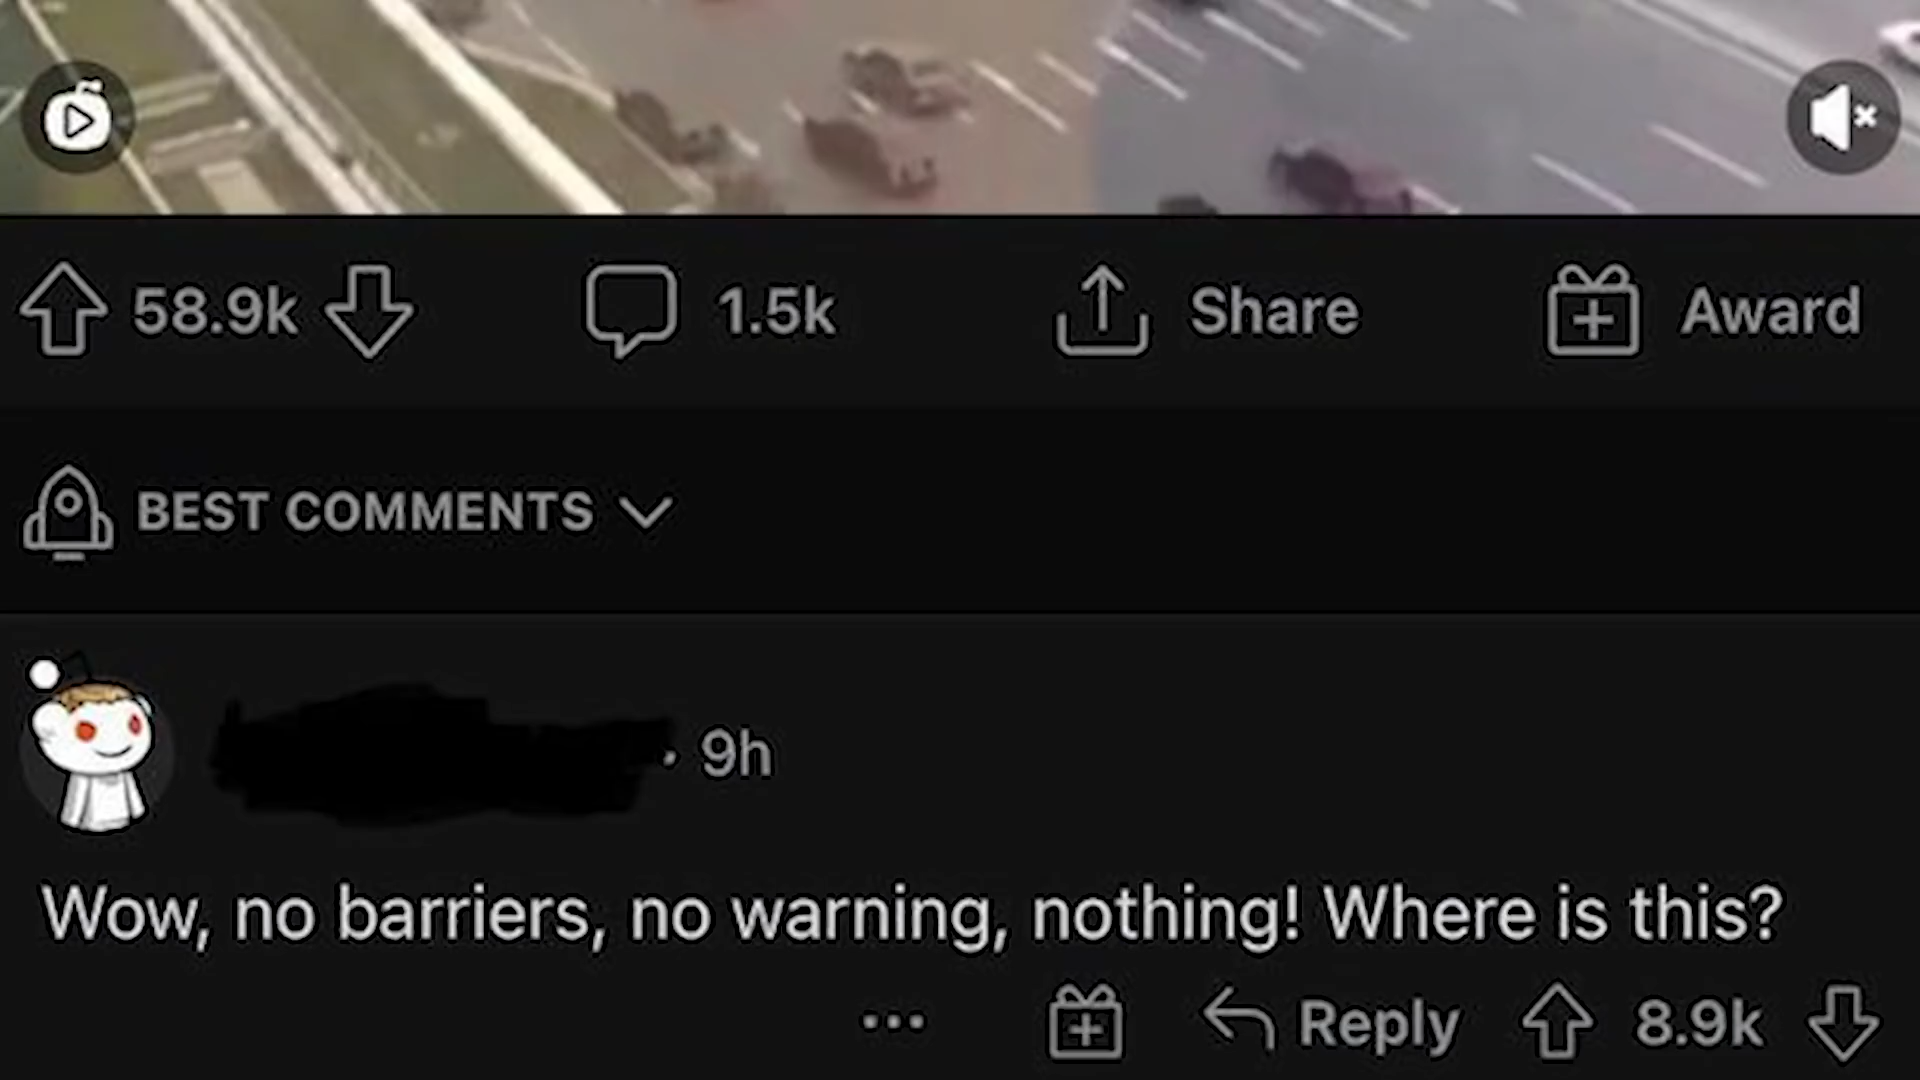 58.9k 1.5k Share Award
BEST COMMENTS
· 9h
Wow, no barriers, no warning, nothing! Where is this?
... Reply 8.9k